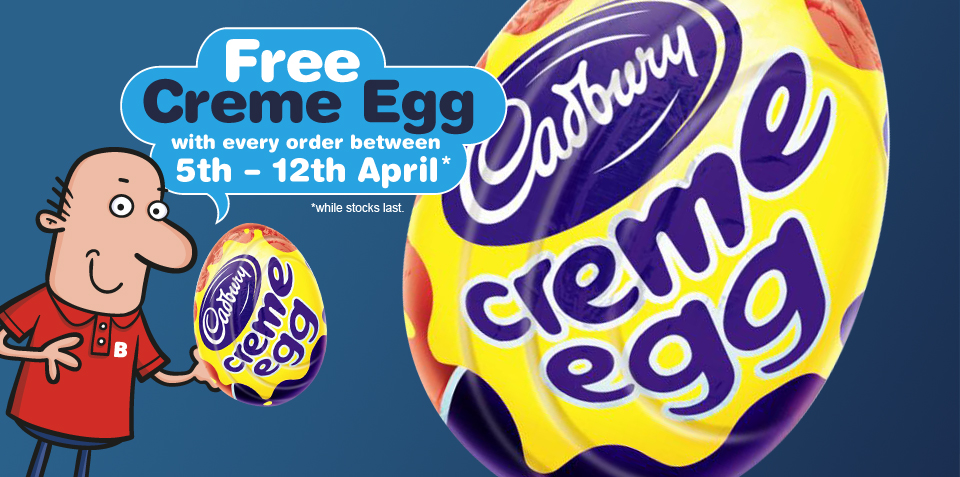 Free
Creme Egg
with every order between
5th – 12th April*
*while stocks last.
Cadbury
creme
egg
B
Cadbury
creme
egg